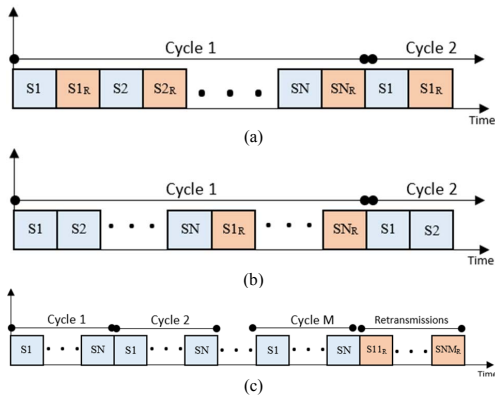 Cycle 1 Cycle 2
S1 S1R S2 S2R . . . SN SNR S1 S1R
Time
(a)
Cycle 1 Cycle 2
S1 S2 . . . SN S1R . . . SNR S1 S2
Time
(b)
Cycle 1 Cycle 2 Cycle M Retransmissions
S1 . . . SN S1 . . . SN . . . S1 . . . SN S11R . . . SNMR
Time
(c)